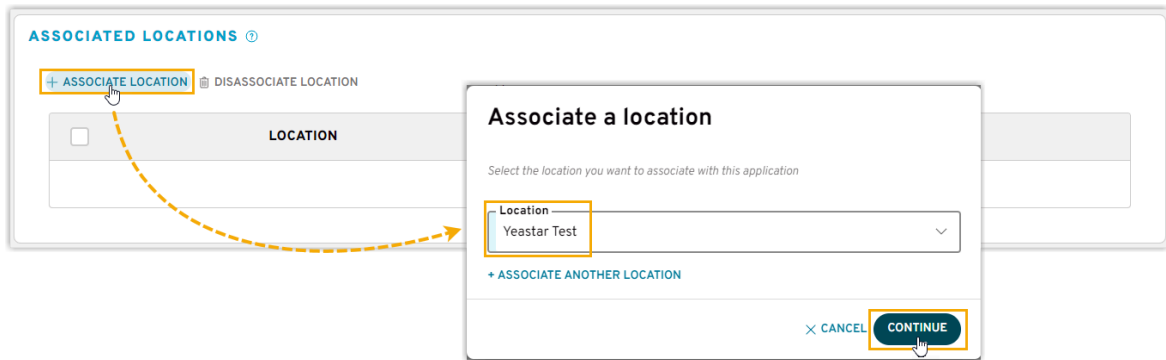 ASSOCIATED LOCATIONS ?
+ ASSOCIATE LOCATION DISASSOCIATE LOCATION
LOCATION
Associate a location
Select the location you want to associate with this application
Location
Yeastar Test
+ ASSOCIATE ANOTHER LOCATION
× CANCEL CONTINUE